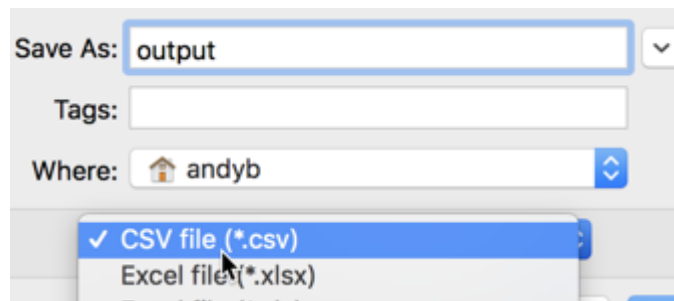 Save As: output
Tags:
Where: andyb
✓ CSV file (*.csv)
Excel file (*.xlsx)